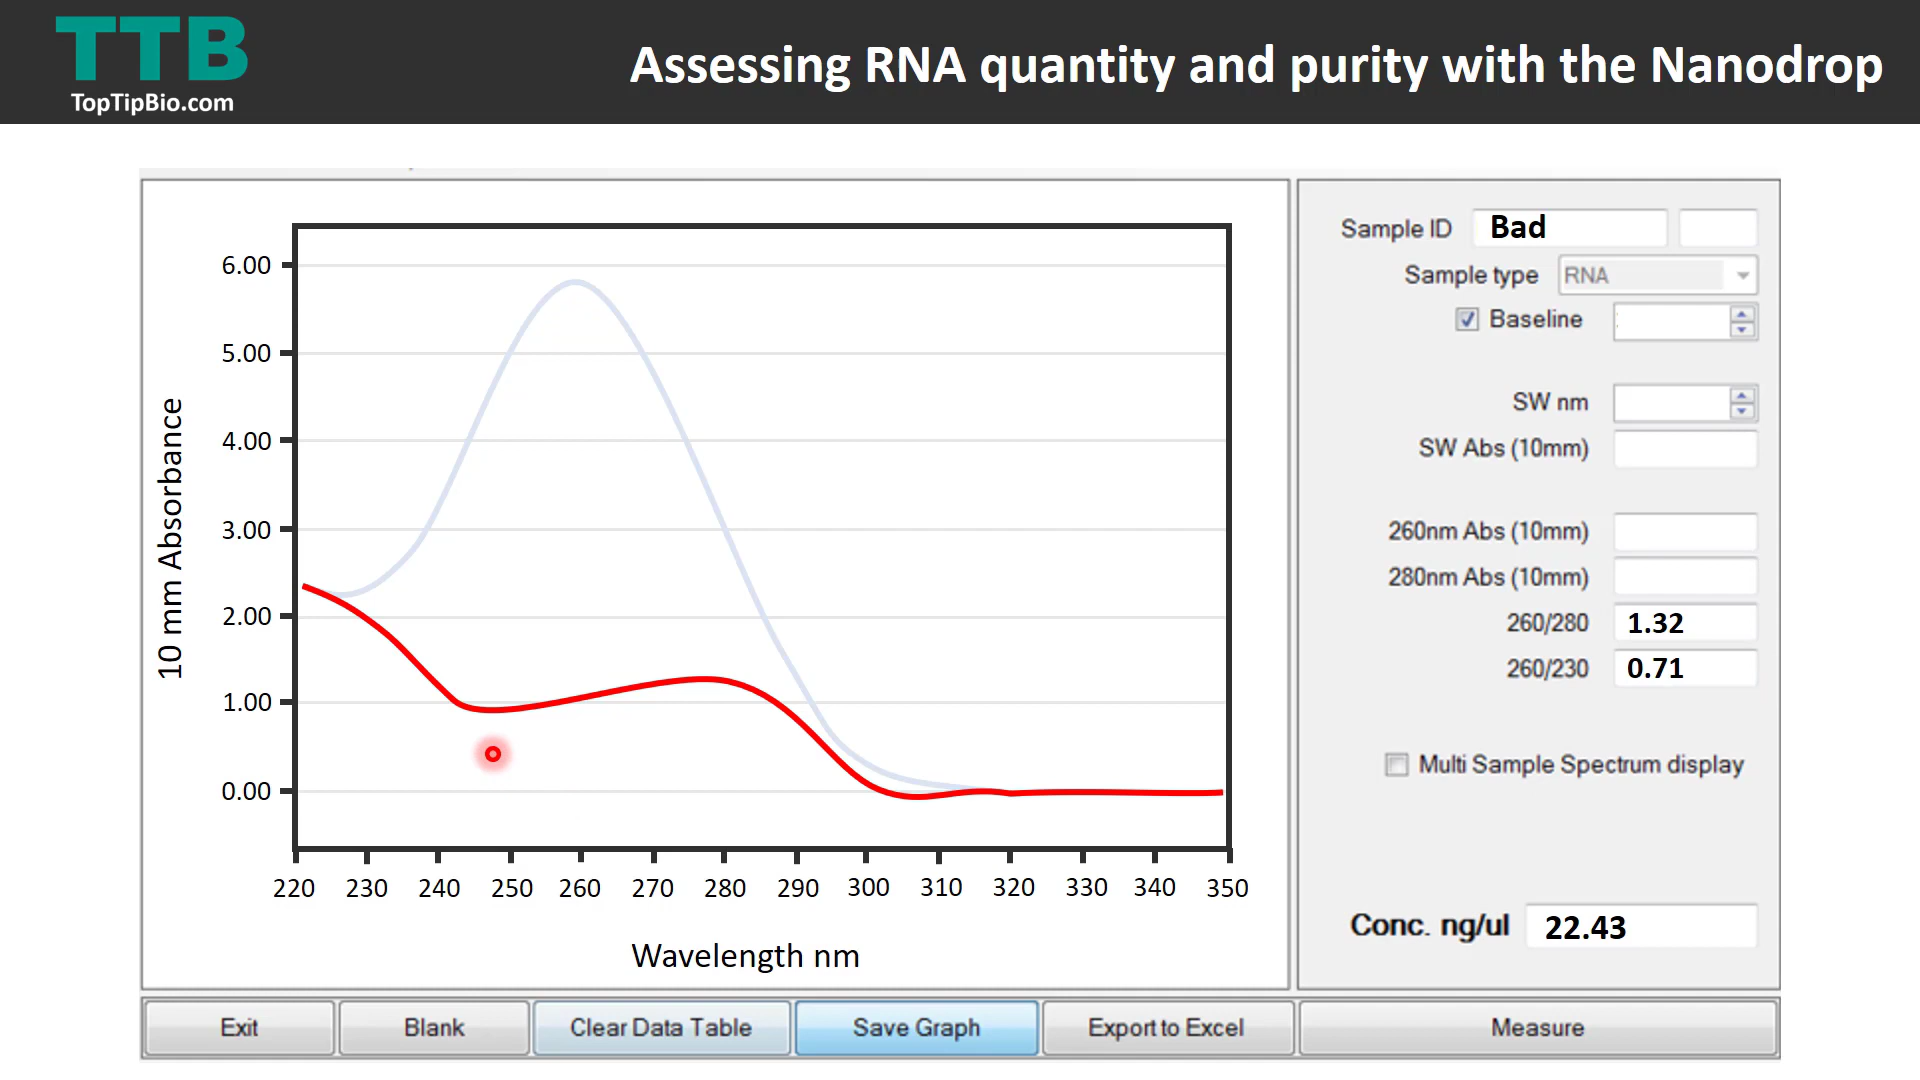 TTB
TopTipBio.com
Assessing RNA quantity and purity with the Nanodrop
10 mm Absorbance
6.00
5.00
4.00
3.00
2.00
1.00
0.00
220 230 240 250 260 270 280 290 300 310 320 330 340 350
Wavelength nm
Sample ID Bad
Sample type RNA
Baseline
SW nm
SW Abs (10mm)
260nm Abs (10mm)
280nm Abs (10mm)
260/280 1.32
260/230 0.71
Multi Sample Spectrum display
Conc. ng/ul 22.43
Exit Blank Clear Data Table Save Graph Export to Excel Measure